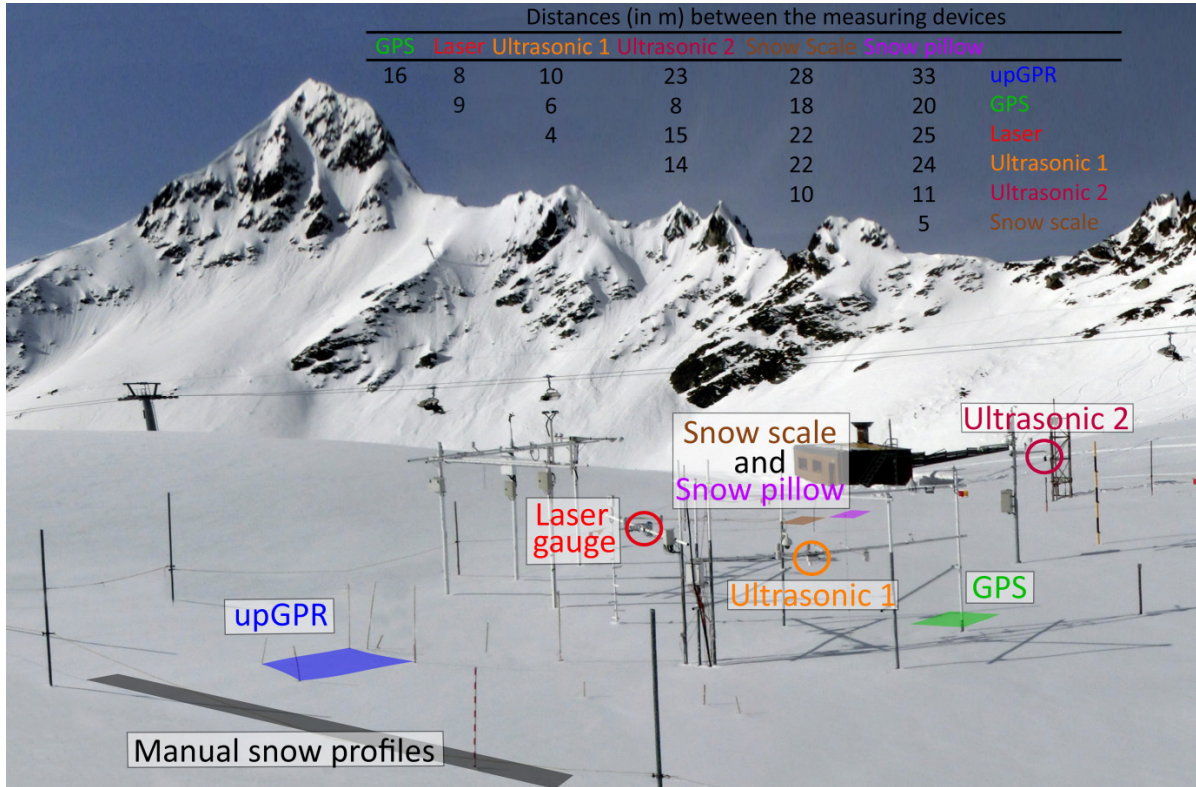 Distances (in m) between the measuring devices
GPS Laser Ultrasonic 1 Ultrasonic 2 Snow Scale Snow pillow
16 8 10 23 28 33 upGPR
9 6 8 18 20 GPS
4 15 22 25 Laser
14 22 24 Ultrasonic 1
10 11 Ultrasonic 2
5 Snow scale
Ultrasonic 2
Snow scale
and
Snow pillow
Laser
gauge
Ultrasonic 1
GPS
upGPR
Manual snow profiles